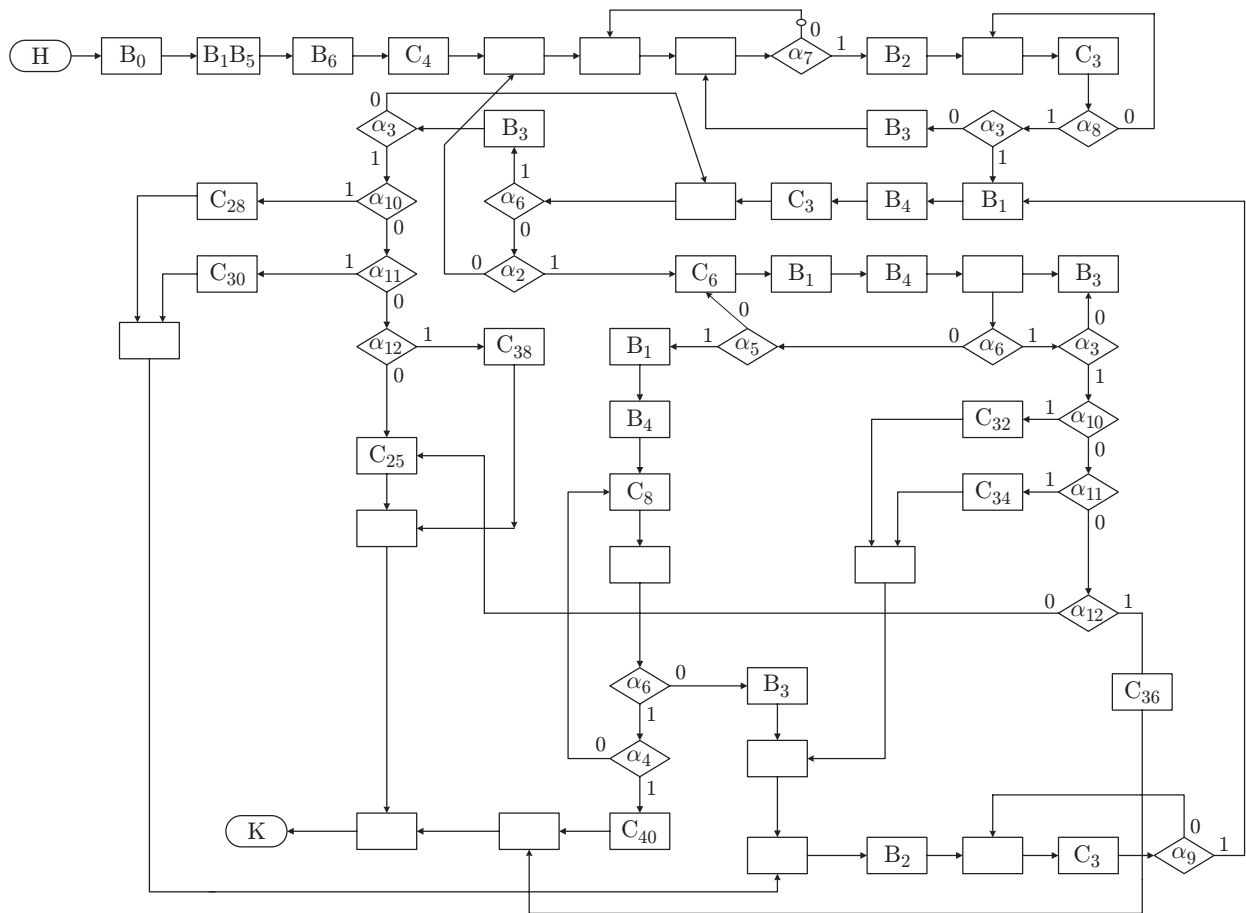 0
H B₀ B₁B₅ B₆ C₄ α₇ 1 B₂ C₃
0 α₃ B₃ B₃ 0 α₃ 1 α₈ 0
1 1 1
C₂₈ 1 α₁₀ α₆ C₃ B₄ B₁
0 0
C₃₀ 1 α₁₁ 0 α₂ 1 C₆ B₁ B₄ B₃
0 0 0
α₁₂ 1 C₃₈ B₁ 1 α₅ 0 α₆ 1 α₃
0 1
B₄ C₃₂ 1 α₁₀
C₂₅ 0
C₈ C₃₄ 1 α₁₁
0
0 α₁₂ 1
α₆ 0 B₃ C₃₆
1
0 α₄
1
K C₄₀ 0
B₂ C₃ α₉ 1